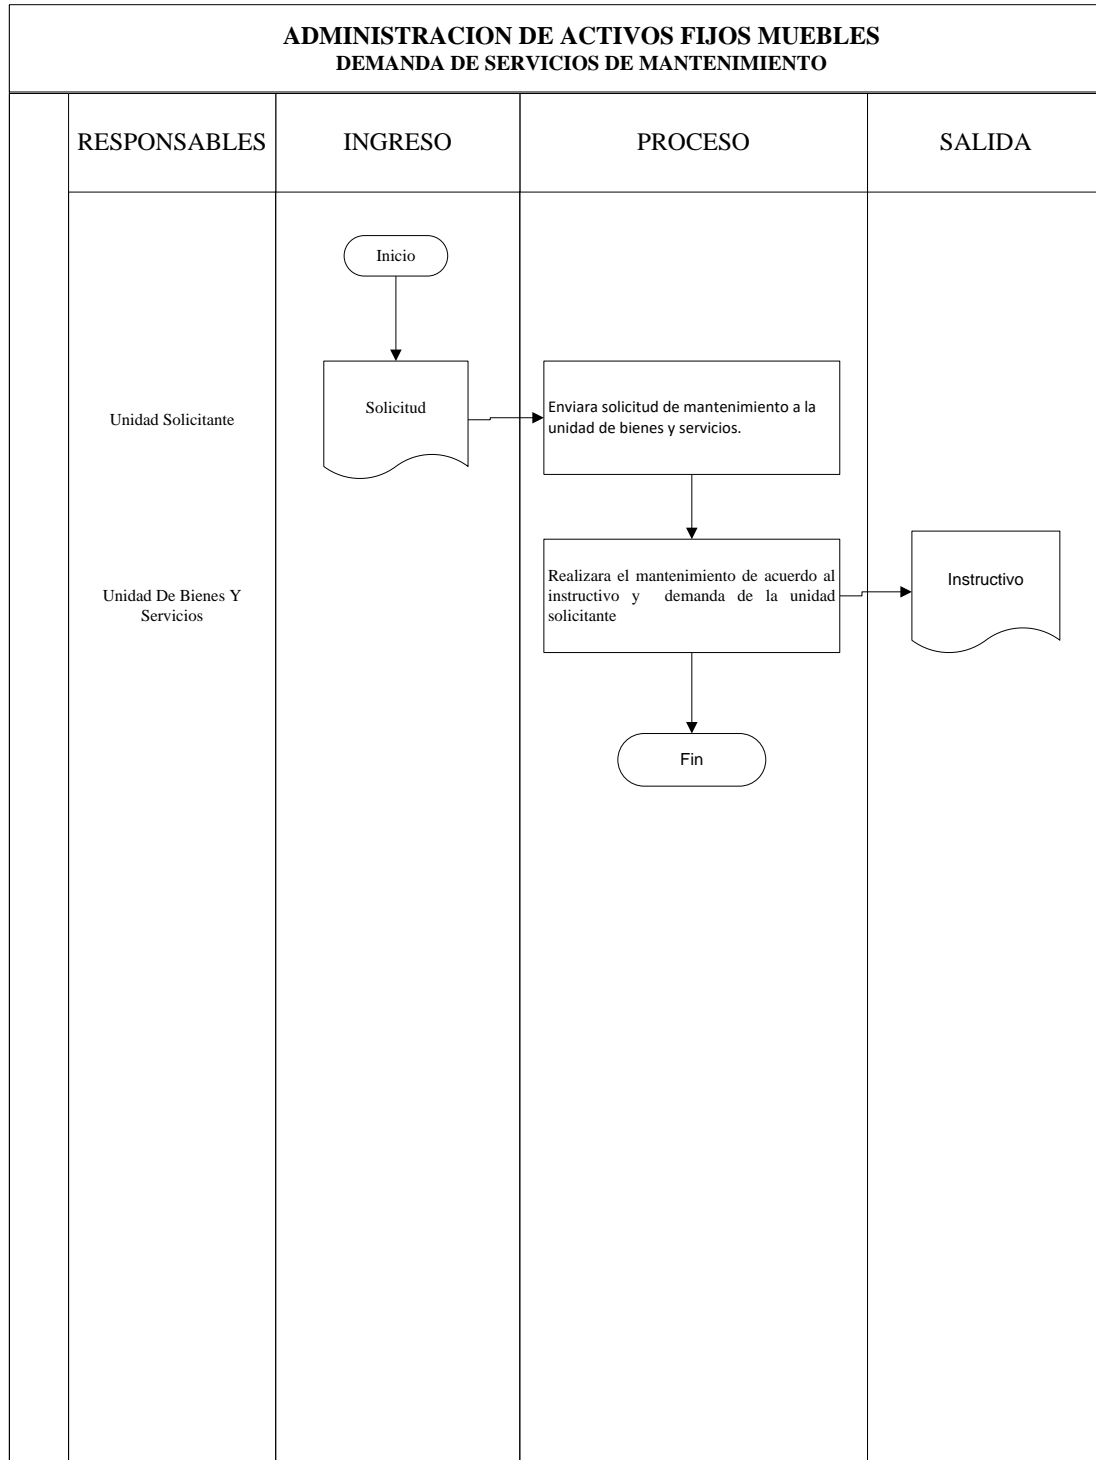 ADMINISTRACION DE ACTIVOS FIJOS MUEBLES
DEMANDA DE SERVICIOS DE MANTENIMIENTO
RESPONSABLES
INGRESO
PROCESO
SALIDA
Inicio
Unidad Solicitante
Solicitud
Enviara solicitud de mantenimiento a la
unidad de bienes y servicios.
Unidad De Bienes Y
Servicios
Realizara el mantenimiento de acuerdo al
instructivo y demanda de la unidad
solicitante
Instructivo
Fin